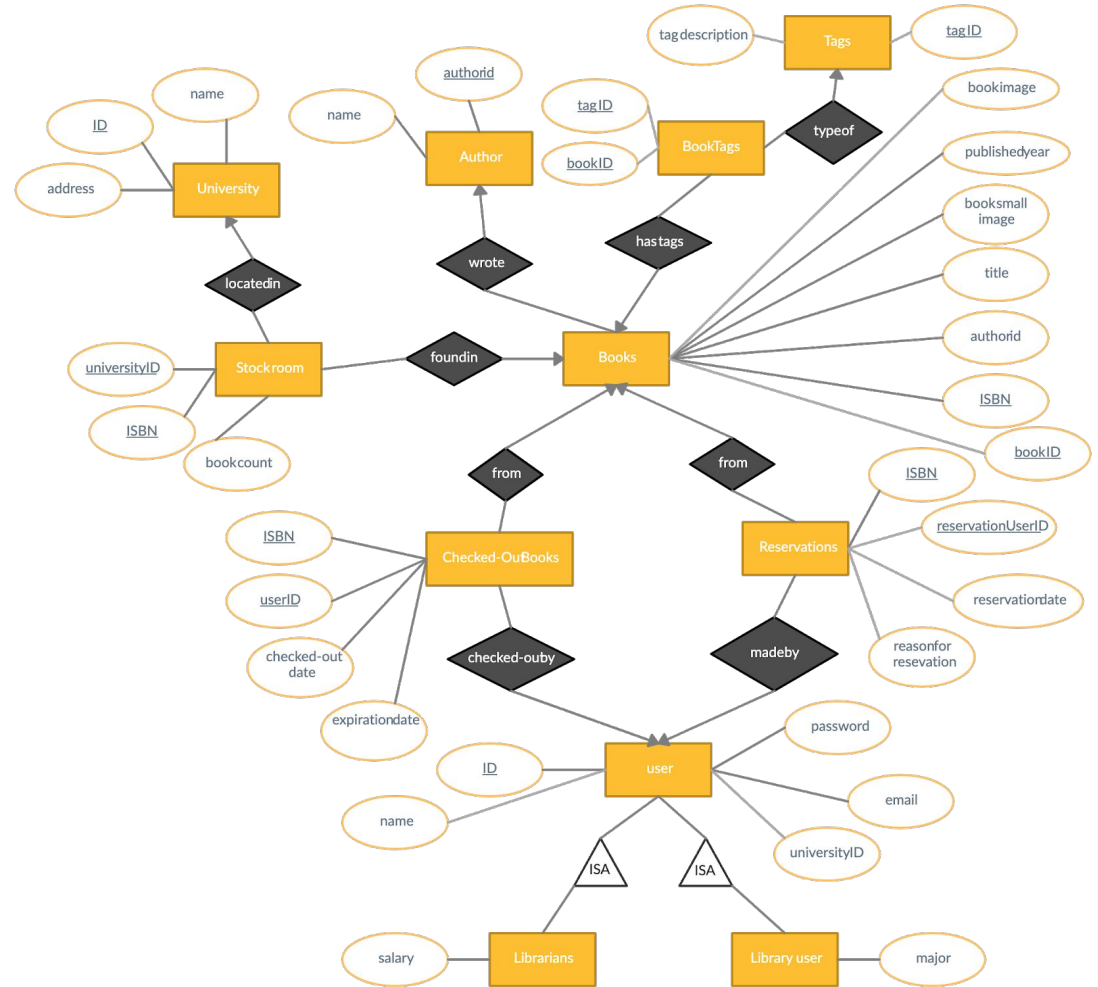 tag description
Tags
tagID
authorid
name
name
ID
address
University
Author
tagID
bookID
BookTags
typeof
bookimage
publishedyear
booksmall
image
title
authorid
ISBN
bookID
hastags
wrote
locatedin
Stockroom
foundin
Books
universityID
ISBN
bookcount
from
from
ISBN
reservationUserID
reservationdate
reasonfor
resevation
Reservations
ISBN
userID
checked-out
date
expirationdate
Checked-OutBooks
checked-ouby
madeby
user
ID
name
password
email
universityID
ISA
ISA
salary
Librarians
Library user
major